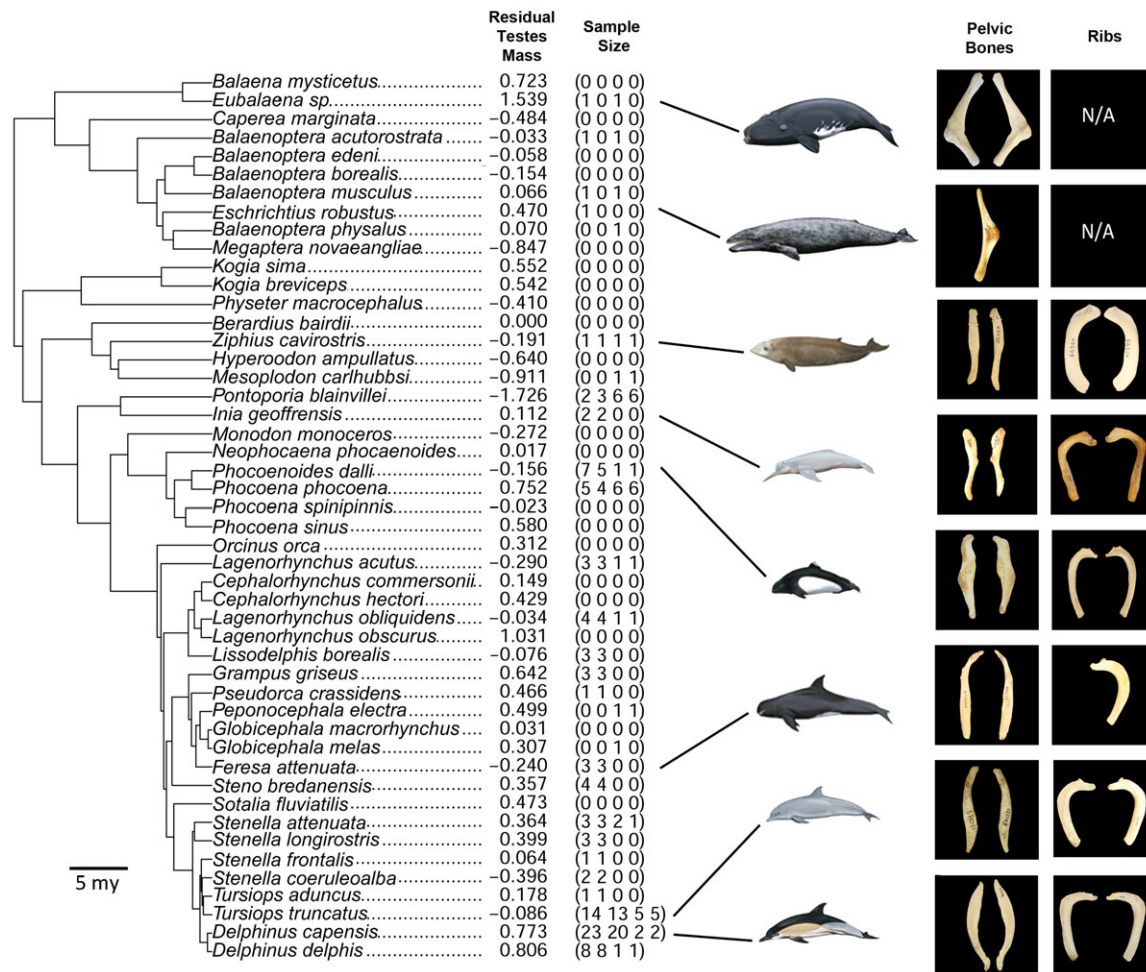 Residual Testes Mass
Sample Size
Pelvic Bones
Ribs
Balaena mysticetus 0.723 (0 0 0 0)
Eubalaena sp. 1.539 (1 0 1 0)
Caperea marginata −0.484 (0 0 0 0)
Balaenoptera acutorostrata −0.033 (1 0 1 0)
Balaenoptera edeni −0.058 (0 0 0 0)
Balaenoptera borealis −0.154 (0 0 0 0)
Balaenoptera musculus 0.066 (1 0 1 0)
Eschrichtius robustus 0.470 (1 0 0 0)
Balaenoptera physalus 0.070 (0 0 1 0)
Megaptera novaeangliae −0.847 (0 0 0 0)
Kogia sima 0.552 (0 0 0 0)
Kogia breviceps 0.542 (0 0 0 0)
Physeter macrocephalus −0.410 (0 0 0 0)
Berardius bairdii 0.000 (0 0 0 0)
Ziphius cavirostris −0.191 (1 1 1 1)
Hyperoodon ampullatus −0.640 (0 0 0 0)
Mesoplodon carlhubbsi −0.911 (0 0 1 1)
Pontoporia blainvillei −1.726 (2 3 6 6)
Inia geoffrensis 0.112 (2 2 0 0)
Monodon monoceros −0.272 (0 0 0 0)
Neophocaena phocaenoides 0.017 (0 0 0 0)
Phocoenoides dalli −0.156 (7 5 1 1)
Phocoena phocoena 0.752 (5 4 6 6)
Phocoena spinipinnis −0.023 (0 0 0 0)
Phocoena sinus 0.580 (0 0 0 0)
Orcinus orca 0.312 (0 0 0 0)
Lagenorhynchus acutus −0.290 (3 3 1 1)
Cephalorhynchus commersonii 0.149 (0 0 0 0)
Cephalorhynchus hectori 0.429 (0 0 0 0)
Lagenorhynchus obliquidens −0.034 (4 4 1 1)
Lagenorhynchus obscurus 1.031 (0 0 0 0)
Lissodelphis borealis −0.076 (3 3 0 0)
Grampus griseus 0.642 (3 3 0 0)
Pseudorca crassidens 0.466 (1 1 0 0)
Peponocephala electra 0.499 (0 0 1 1)
Globicephala macrorhynchus 0.031 (0 0 0 0)
Globicephala melas 0.307 (0 0 1 0)
Feresa attenuata −0.240 (3 3 0 0)
Steno bredanensis 0.357 (4 4 0 0)
Sotalia fluviatilis 0.473 (0 0 0 0)
Stenella attenuata 0.364 (3 3 2 1)
Stenella longirostris 0.399 (3 3 0 0)
Stenella frontalis 0.064 (1 1 0 0)
Stenella coeruleoalba −0.396 (2 2 0 0)
Tursiops aduncus 0.178 (1 1 0 0)
Tursiops truncatus −0.086 (14 13 5 5)
Delphinus capensis 0.773 (23 20 2 2)
Delphinus delphis 0.806 (8 8 1 1)
5 my
N/A
N/A